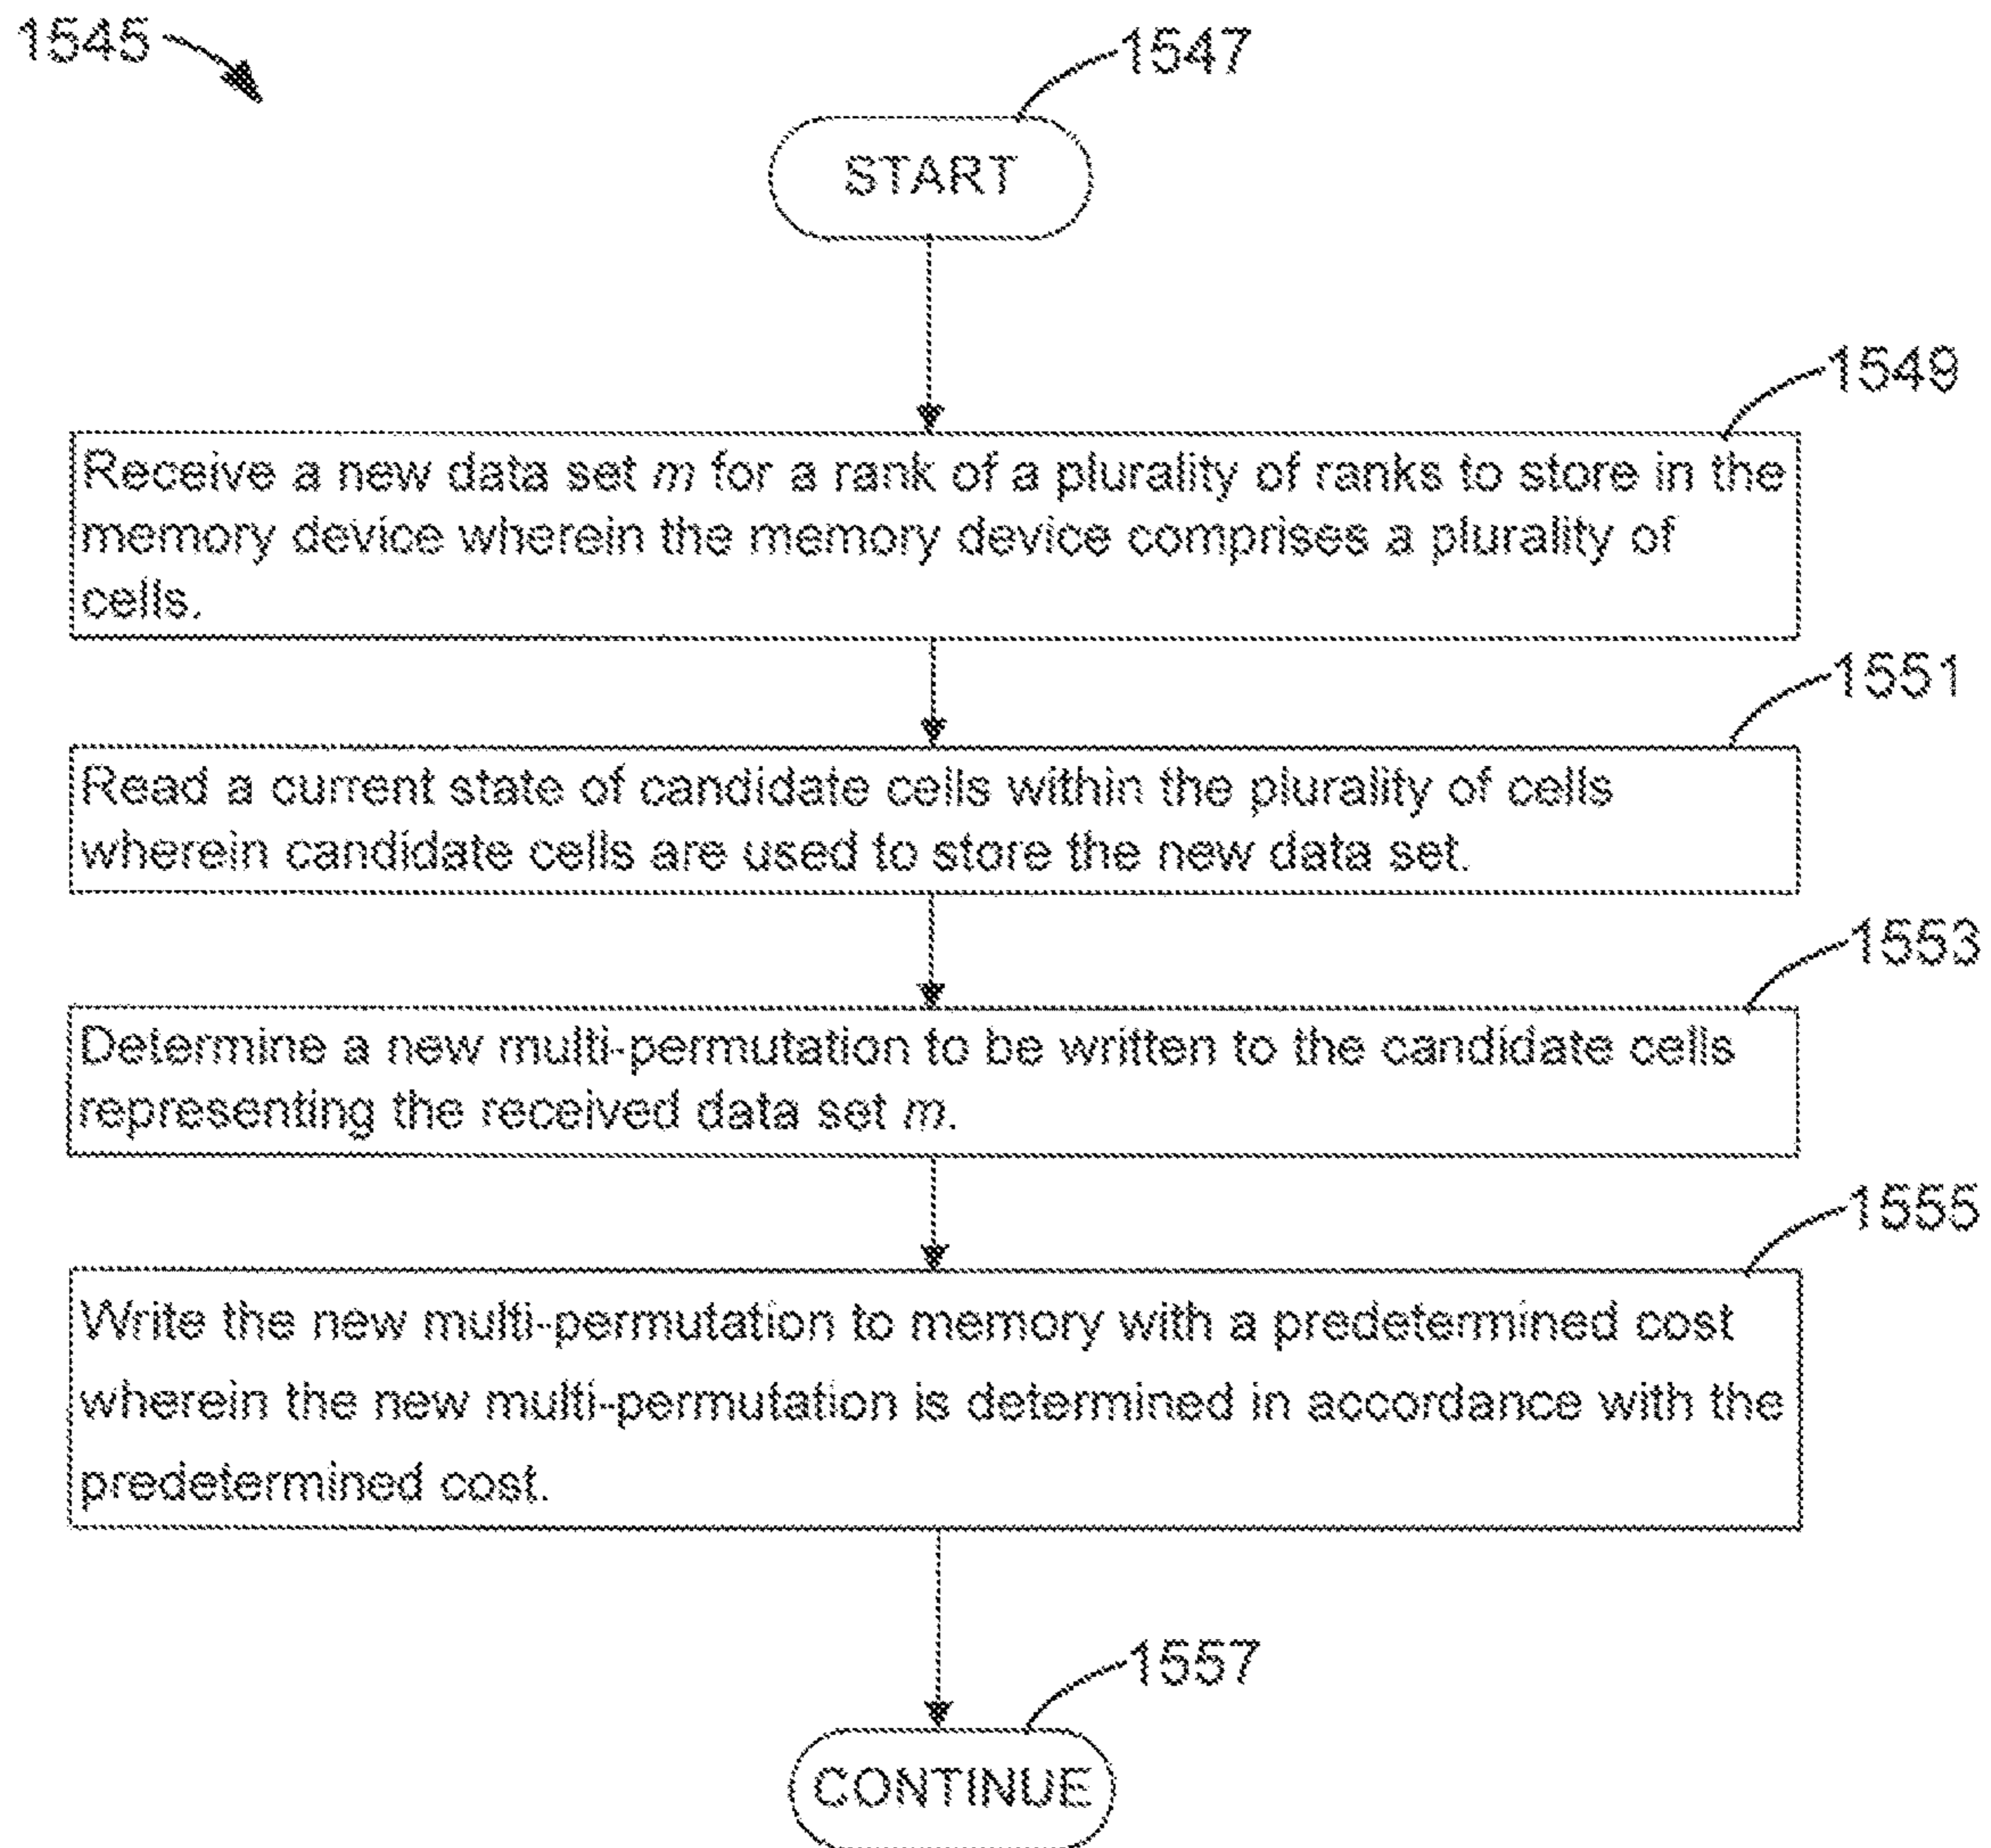 1545
1547
START
1549
Receive a new data set m for a rank of a plurality of ranks to store in the
memory device wherein the memory device comprises a plurality of
cells.
1551
Read a current state of candidate cells within the plurality of cells
wherein candidate cells are used to store the new data set.
1553
Determine a new multi-permutation to be written to the candidate cells
representing the received data set m.
1555
Write the new multi-permutation to memory with a predetermined cost
wherein the new multi-permutation is determined in accordance with the
predetermined cost.
1557
CONTINUE